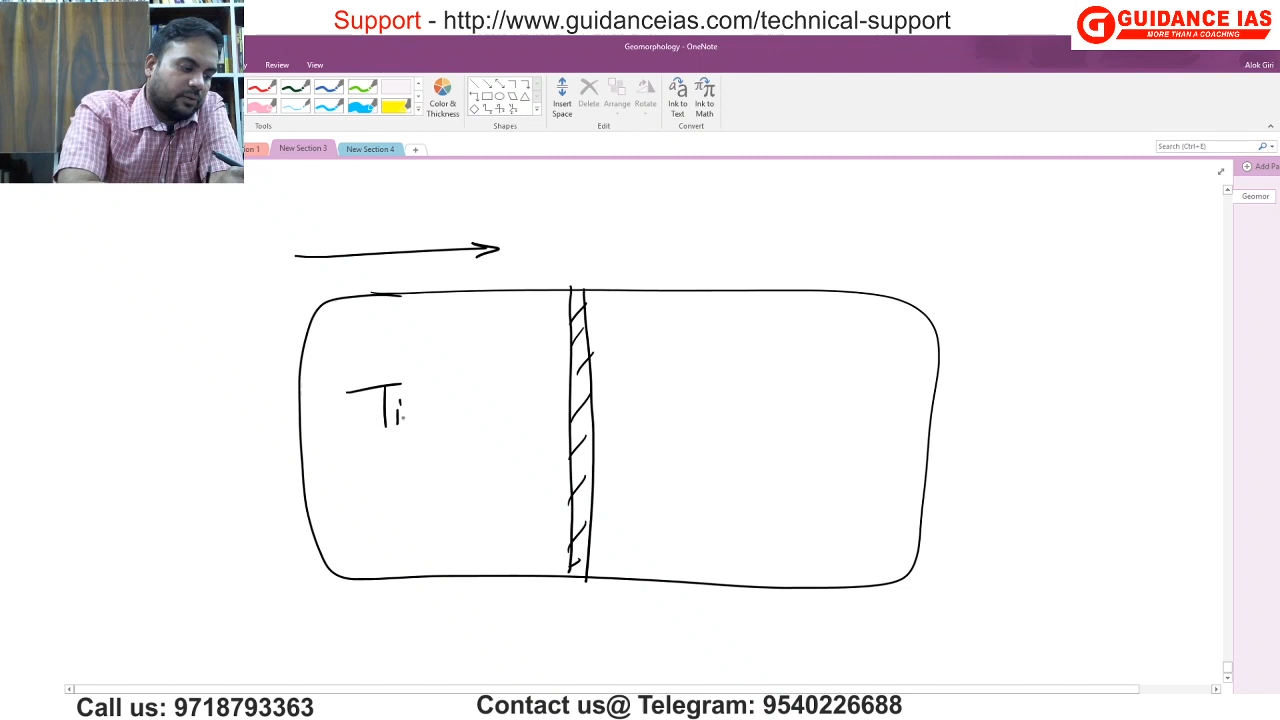 Support - http://www.guidanceias.com/technical-support
GUIDANCE IAS
MORE THAN A COACHING
Geomorphology - OneNote
Review View
Alok Giri
Color & Thickness
Insert Space
Delete
Arrange
Rotate
Ink to Text
Ink to Math
Tools
Shapes
Edit
Convert
New Section 3
New Section 4
Search (Ctrl+E)
Add Pa
Geomor
Ti
Call us: 9718793363
Contact us@ Telegram: 9540226688